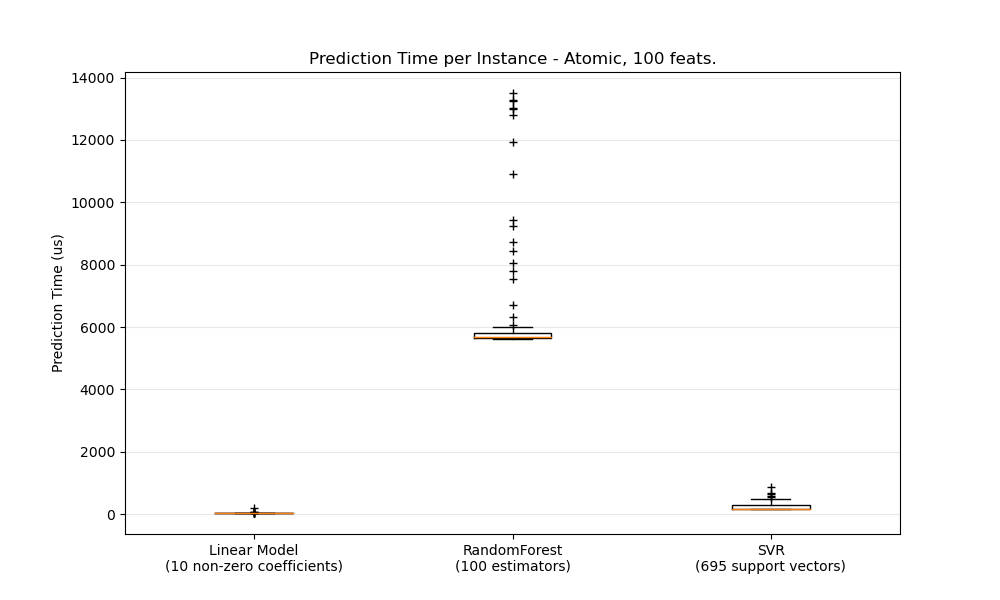 Prediction Time per Instance - Atomic, 100 feats.
14000
12000
10000
8000
6000
4000
2000
0
Prediction Time (us)
Linear Model
(10 non-zero coefficients)
RandomForest
(100 estimators)
SVR
(695 support vectors)